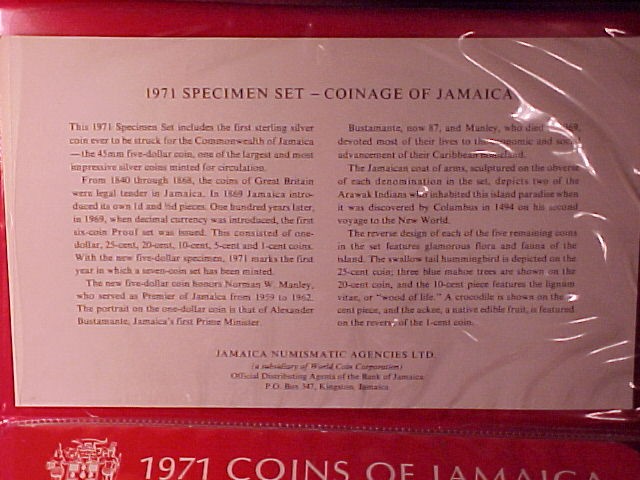 1971 SPECIMEN SET – COINAGE OF JAMAICA
This 1971 Specimen Set includes the first sterling silver
coin ever to be struck for the Commonwealth of Jamaica
— the 45mm five-dollar coin, one of the largest and most
impressive silver coins minted for circulation.
From 1840 through 1868, the coins of Great Britain
were legal tender in Jamaica. In 1869 Jamaica intro-
duced its own 1d and ½d pieces. One hundred years later,
in 1969, when decimal currency was introduced, the first
six-coin Proof set was issued. This consisted of one-
dollar, 25-cent, 20-cent, 10-cent, 5-cent and 1-cent coins.
With the new five-dollar specimen, 1971 marks the first
year in which a seven-coin set has been minted.
The new five-dollar coin honors Norman W. Manley,
who served as Premier of Jamaica from 1959 to 1962.
The portrait on the one-dollar coin is that of Alexander
Bustamante, Jamaica's first Prime Minister.
Bustamante, now 87, and Manley, who died
devoted most of their lives to the economic and social
advancement of their Caribbean homeland.
The Jamaican coat of arms, sculptured on the obverse
of each denomination in the set, depicts two of the
Arawak Indians who inhabited this island paradise when
it was discovered by Columbus in 1494 on his second
voyage to the New World.
The reverse design of each of the five remaining coins
in the set features glamorous flora and fauna of the
island. The swallow tail hummingbird is depicted on the
25-cent coin; three blue mahoe trees are shown on the
20-cent coin, and the 10-cent piece features the lignum
vitae, or "wood of life." A crocodile is shown on the
cent piece, and the ackee, a native edible fruit, is featured
on the reverse of the 1-cent coin.
JAMAICA NUMISMATIC AGENCIES LTD.
(a subsidiary of World Coin Corporation)
Official Distributing Agents of the Bank of Jamaica
P.O. Box 547, Kingston, Jamaica
1971 COINS OF JAMAICA